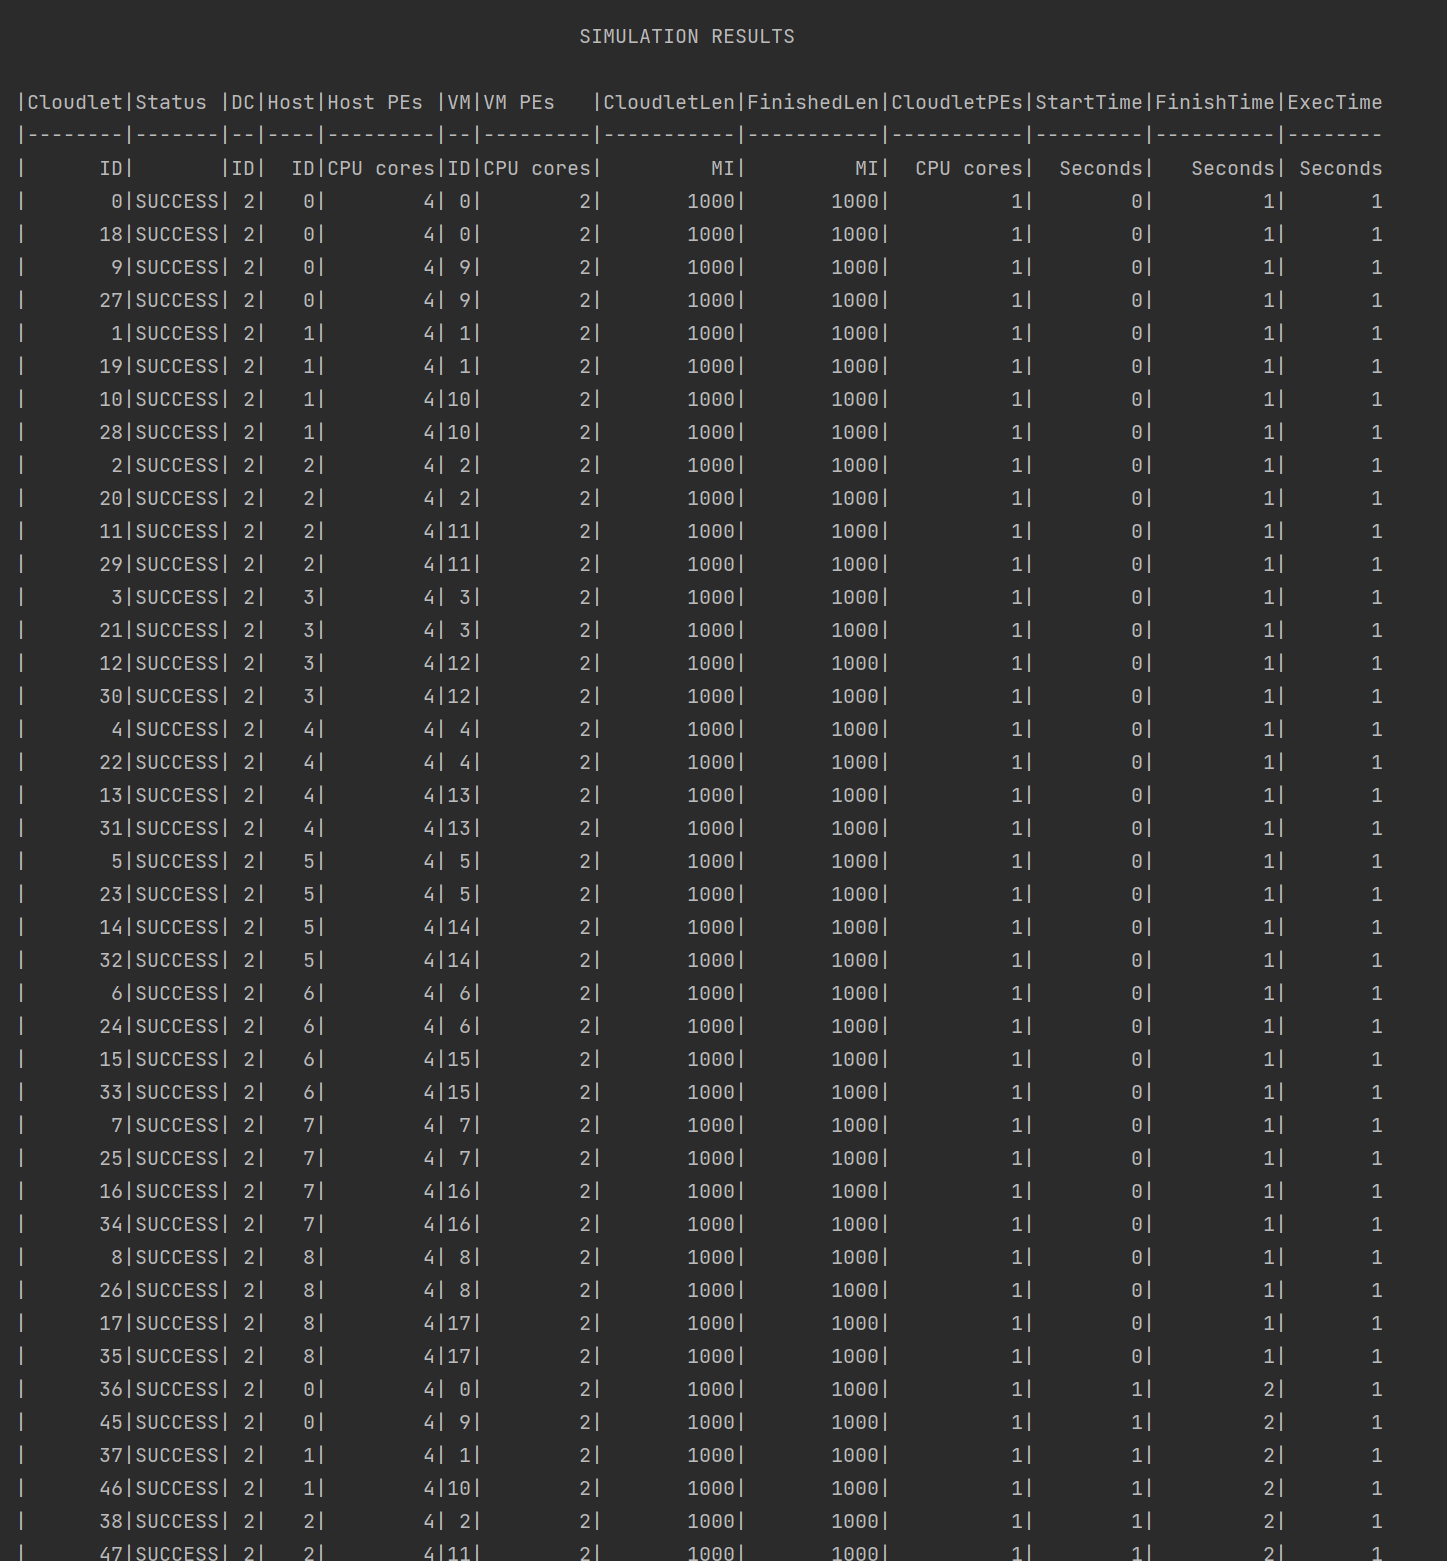 SIMULATION RESULTS
|Cloudlet|Status |DC|Host|Host PEs |VM|VM PEs   |CloudletLen|FinishedLen|CloudletPEs|StartTime|FinishTime|ExecTime
|--------|-------|--|----|---------|--|---------|-----------|-----------|-----------|---------|----------|--------
|      ID|       |ID|  ID|CPU cores|ID|CPU cores|         MI|         MI|  CPU cores|  Seconds|   Seconds| Seconds
|       0|SUCCESS| 2|   0|        4| 0|        2|       1000|       1000|          1|        0|         1|       1
|      18|SUCCESS| 2|   0|        4| 0|        2|       1000|       1000|          1|        0|         1|       1
|       9|SUCCESS| 2|   0|        4| 9|        2|       1000|       1000|          1|        0|         1|       1
|      27|SUCCESS| 2|   0|        4| 9|        2|       1000|       1000|          1|        0|         1|       1
|       1|SUCCESS| 2|   1|        4| 1|        2|       1000|       1000|          1|        0|         1|       1
|      19|SUCCESS| 2|   1|        4| 1|        2|       1000|       1000|          1|        0|         1|       1
|      10|SUCCESS| 2|   1|        4|10|        2|       1000|       1000|          1|        0|         1|       1
|      28|SUCCESS| 2|   1|        4|10|        2|       1000|       1000|          1|        0|         1|       1
|       2|SUCCESS| 2|   2|        4| 2|        2|       1000|       1000|          1|        0|         1|       1
|      20|SUCCESS| 2|   2|        4| 2|        2|       1000|       1000|          1|        0|         1|       1
|      11|SUCCESS| 2|   2|        4|11|        2|       1000|       1000|          1|        0|         1|       1
|      29|SUCCESS| 2|   2|        4|11|        2|       1000|       1000|          1|        0|         1|       1
|       3|SUCCESS| 2|   3|        4| 3|        2|       1000|       1000|          1|        0|         1|       1
|      21|SUCCESS| 2|   3|        4| 3|        2|       1000|       1000|          1|        0|         1|       1
|      12|SUCCESS| 2|   3|        4|12|        2|       1000|       1000|          1|        0|         1|       1
|      30|SUCCESS| 2|   3|        4|12|        2|       1000|       1000|          1|        0|         1|       1
|       4|SUCCESS| 2|   4|        4| 4|        2|       1000|       1000|          1|        0|         1|       1
|      22|SUCCESS| 2|   4|        4| 4|        2|       1000|       1000|          1|        0|         1|       1
|      13|SUCCESS| 2|   4|        4|13|        2|       1000|       1000|          1|        0|         1|       1
|      31|SUCCESS| 2|   4|        4|13|        2|       1000|       1000|          1|        0|         1|       1
|       5|SUCCESS| 2|   5|        4| 5|        2|       1000|       1000|          1|        0|         1|       1
|      23|SUCCESS| 2|   5|        4| 5|        2|       1000|       1000|          1|        0|         1|       1
|      14|SUCCESS| 2|   5|        4|14|        2|       1000|       1000|          1|        0|         1|       1
|      32|SUCCESS| 2|   5|        4|14|        2|       1000|       1000|          1|        0|         1|       1
|       6|SUCCESS| 2|   6|        4| 6|        2|       1000|       1000|          1|        0|         1|       1
|      24|SUCCESS| 2|   6|        4| 6|        2|       1000|       1000|          1|        0|         1|       1
|      15|SUCCESS| 2|   6|        4|15|        2|       1000|       1000|          1|        0|         1|       1
|      33|SUCCESS| 2|   6|        4|15|        2|       1000|       1000|          1|        0|         1|       1
|       7|SUCCESS| 2|   7|        4| 7|        2|       1000|       1000|          1|        0|         1|       1
|      25|SUCCESS| 2|   7|        4| 7|        2|       1000|       1000|          1|        0|         1|       1
|      16|SUCCESS| 2|   7|        4|16|        2|       1000|       1000|          1|        0|         1|       1
|      34|SUCCESS| 2|   7|        4|16|        2|       1000|       1000|          1|        0|         1|       1
|       8|SUCCESS| 2|   8|        4| 8|        2|       1000|       1000|          1|        0|         1|       1
|      26|SUCCESS| 2|   8|        4| 8|        2|       1000|       1000|          1|        0|         1|       1
|      17|SUCCESS| 2|   8|        4|17|        2|       1000|       1000|          1|        0|         1|       1
|      35|SUCCESS| 2|   8|        4|17|        2|       1000|       1000|          1|        0|         1|       1
|      36|SUCCESS| 2|   0|        4| 0|        2|       1000|       1000|          1|        1|         2|       1
|      45|SUCCESS| 2|   0|        4| 9|        2|       1000|       1000|          1|        1|         2|       1
|      37|SUCCESS| 2|   1|        4| 1|        2|       1000|       1000|          1|        1|         2|       1
|      46|SUCCESS| 2|   1|        4|10|        2|       1000|       1000|          1|        1|         2|       1
|      38|SUCCESS| 2|   2|        4| 2|        2|       1000|       1000|          1|        1|         2|       1
|      47|SUCCESS| 2|   2|        4|11|        2|       1000|       1000|          1|        1|         2|       1